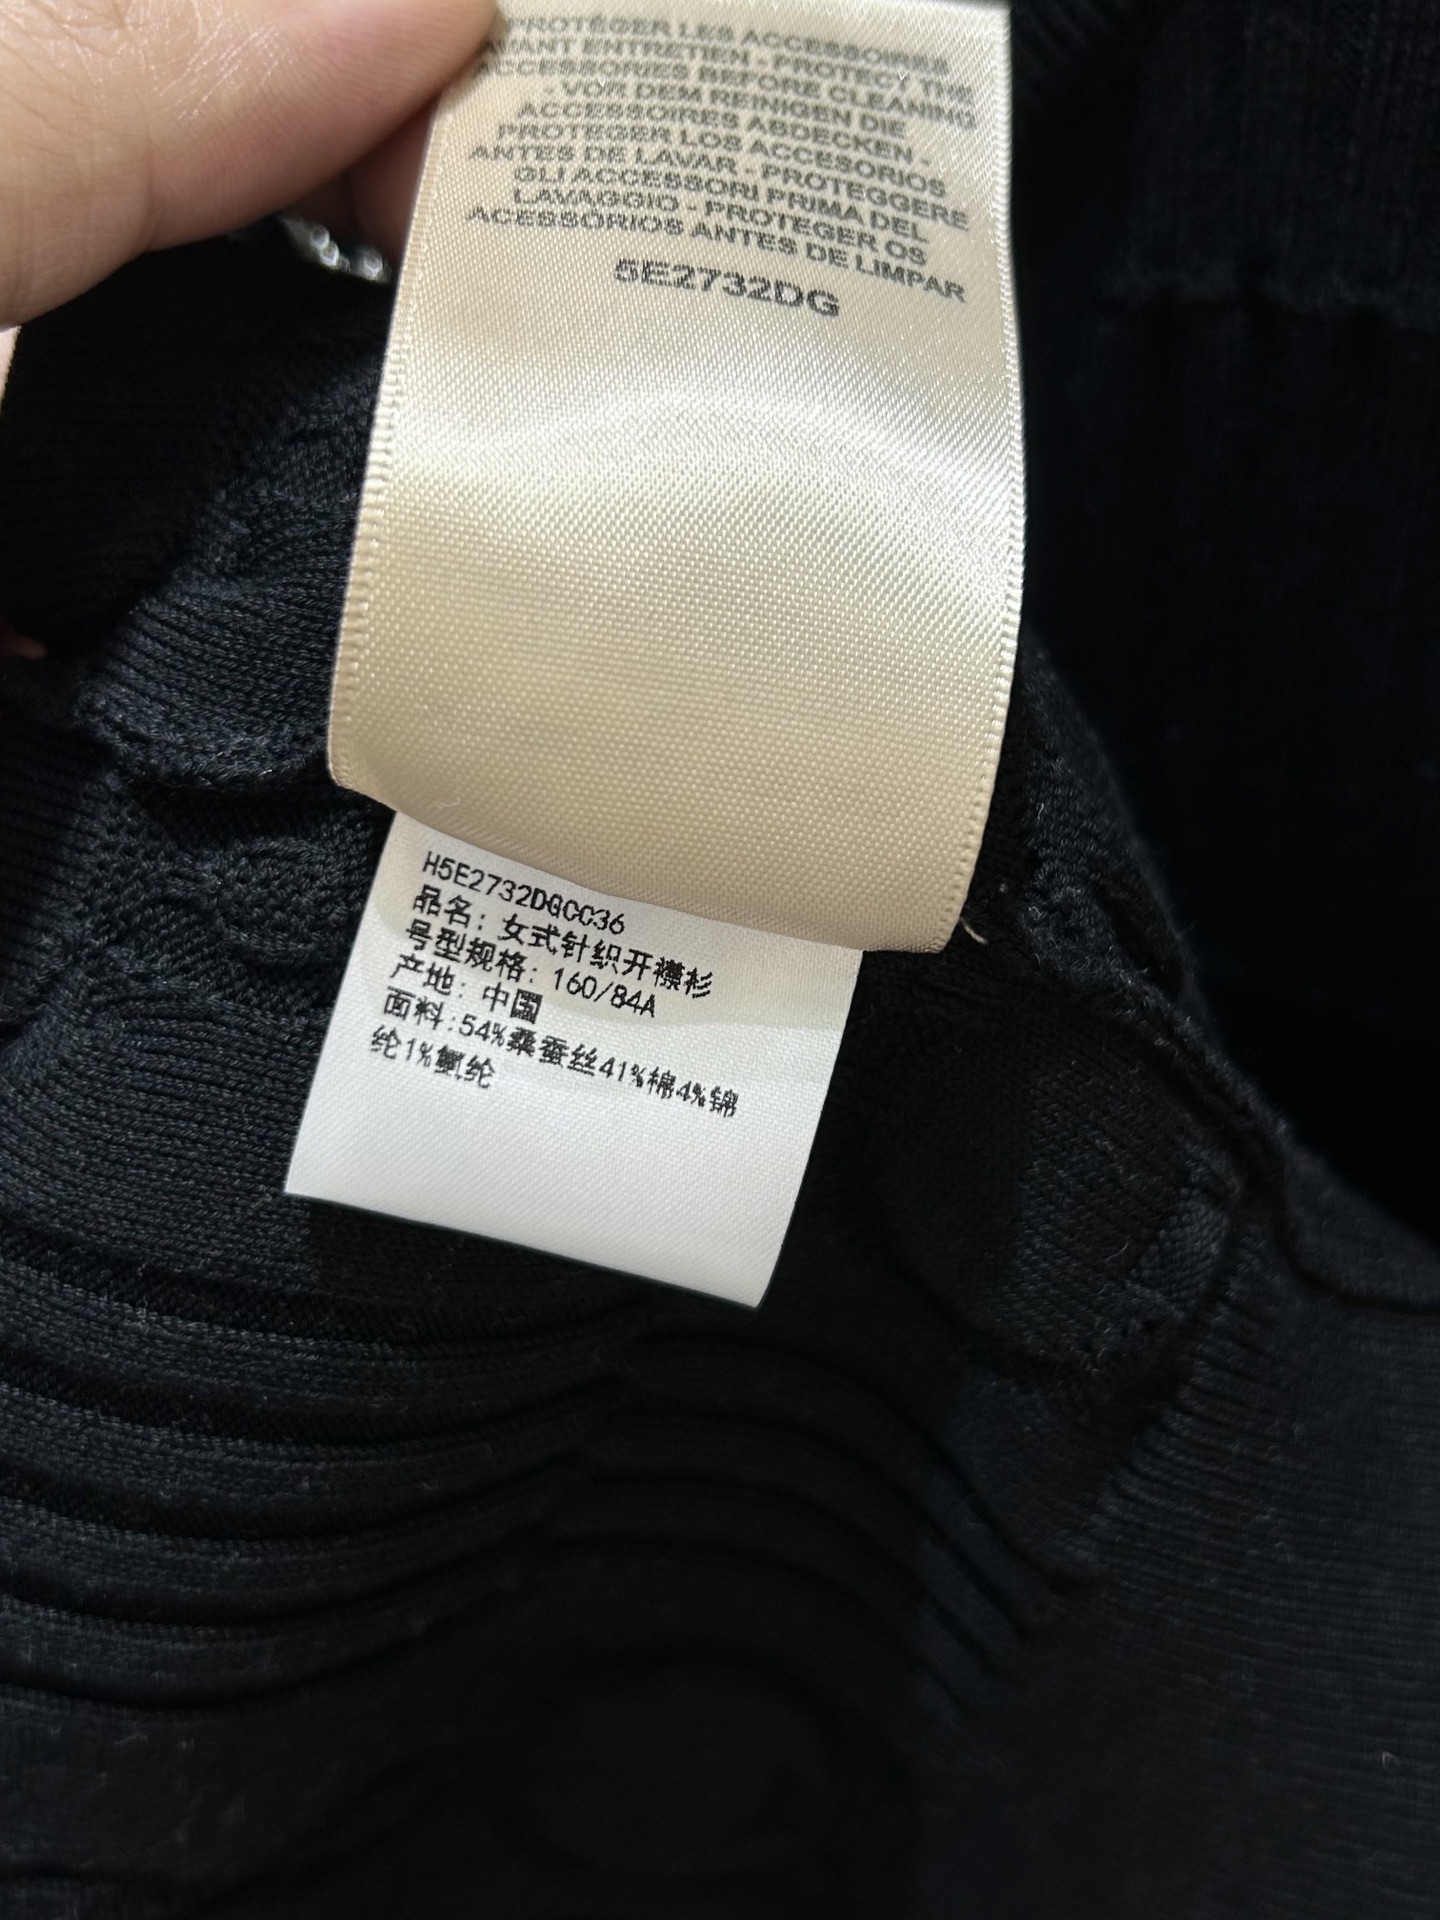 PROTÉGER LES ACCESSOIRES
AVANT ENTRETIEN - PROTECT THE
ACCESSORIES BEFORE CLEANING
- VOR DEM REINIGEN DIE
ACCESSOIRES ABDECKEN -
PROTEGER LOS ACCESORIOS
ANTES DE LAVAR - PROTEGGERE
GLI ACCESSORI PRIMA DEL
LAVAGGIO - PROTEGER OS
ACESSÓRIOS ANTES DE LIMPAR
5E2732DG
H5E2732DGCC36
品名: 女式针织开襟衫
号型规格: 160/84A
产地: 中国
面料:54%桑蚕丝41%棉4%锦
纶1%氨纶